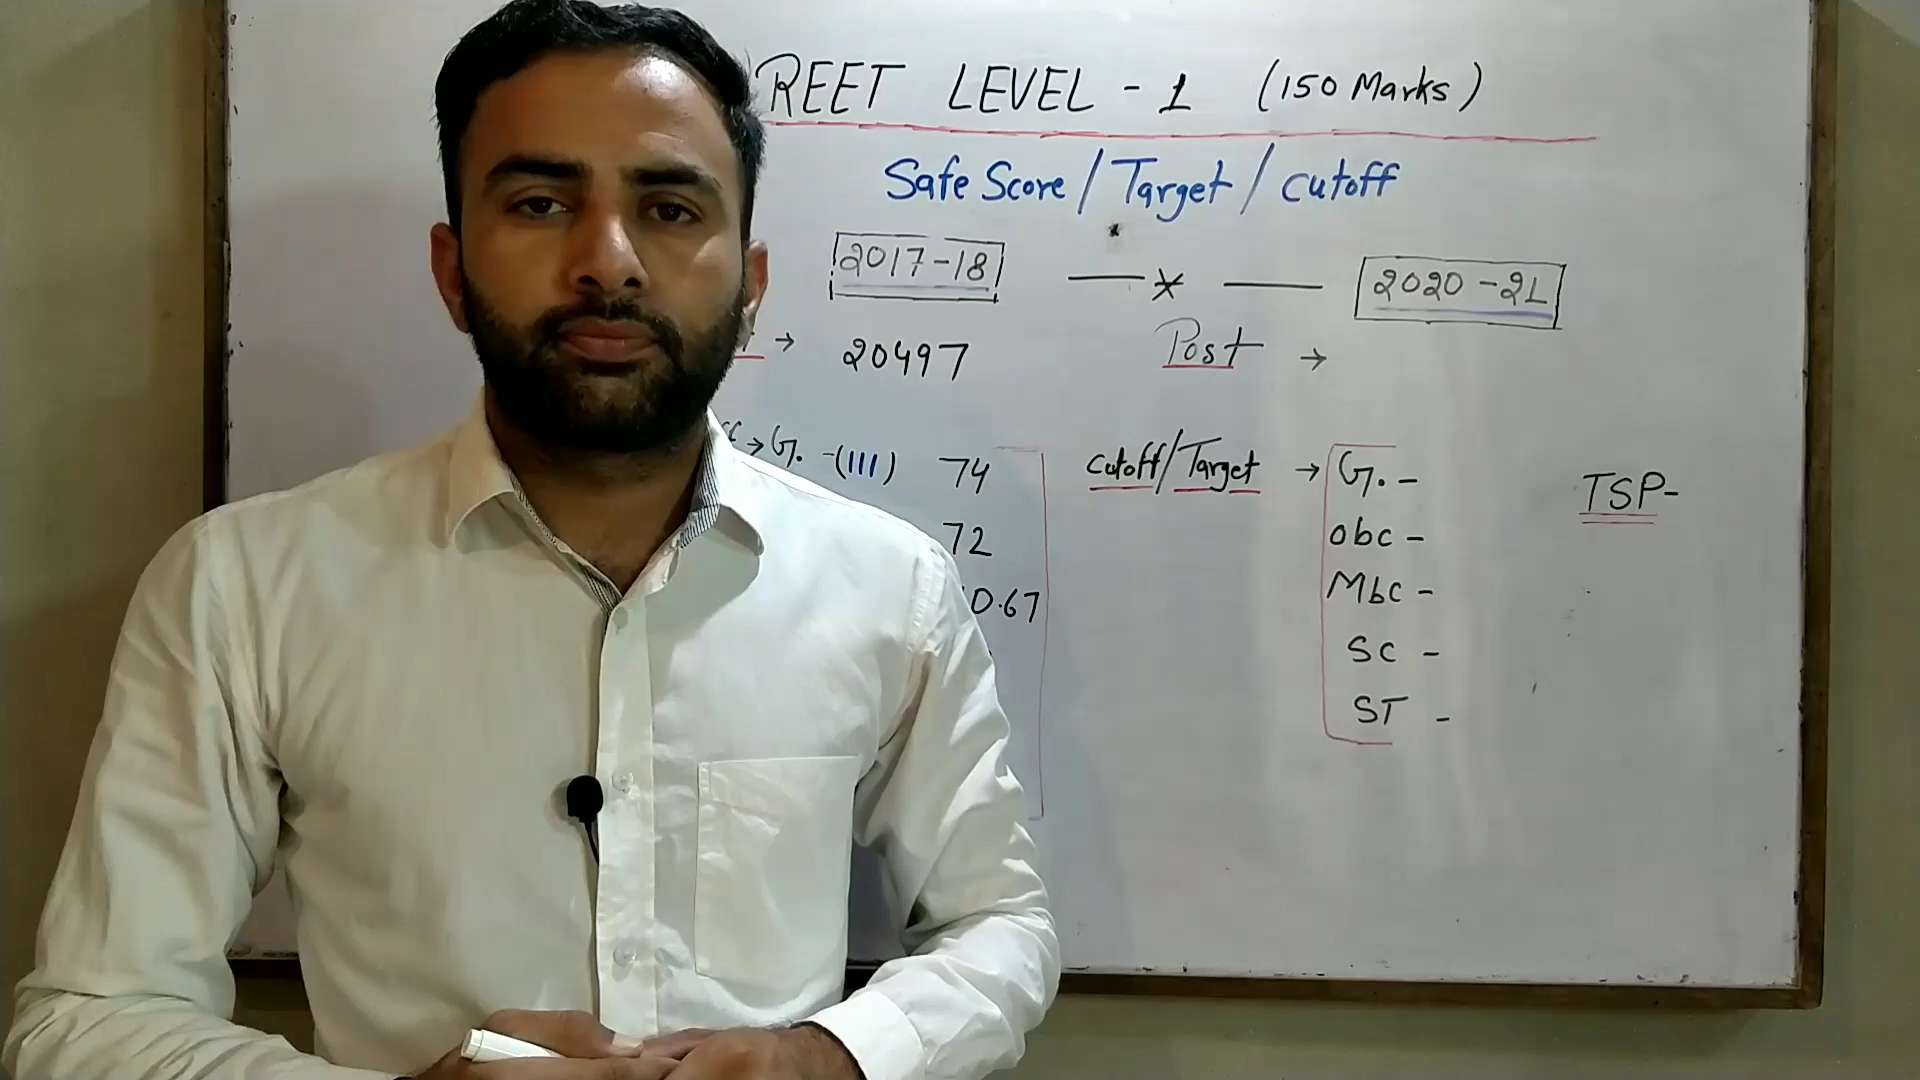 REET LEVEL - 1 (150 Marks)
Safe Score / Target / cutoff
2017-18 — * — 2020-21
→ 20497 Post →
→ G. -(111) 74 cutoff/Target → G. - TSP-
72 obc -
0.67 Mbc -
SC -
ST -